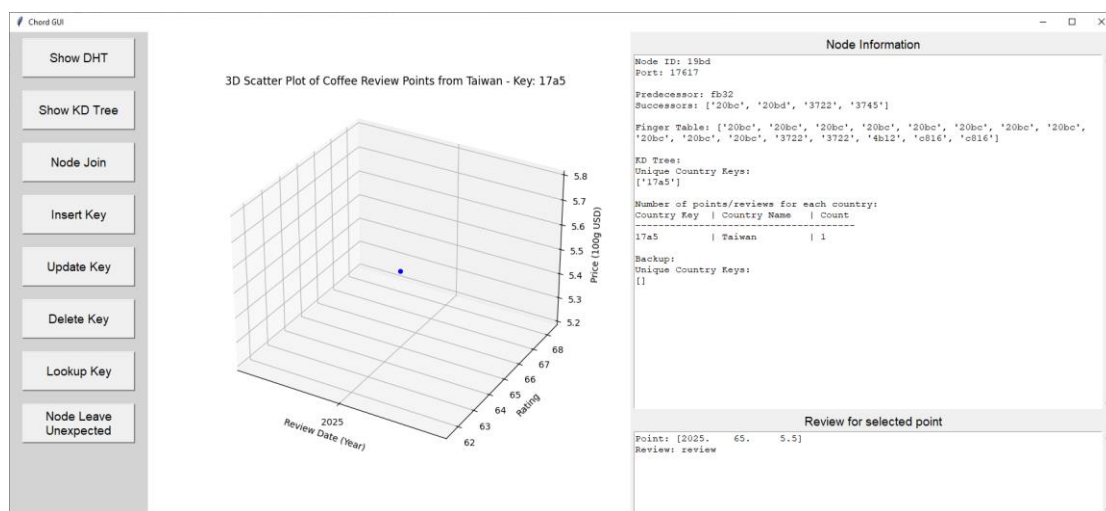 Chord GUI
Show DHT
Show KD Tree
Node Join
Insert Key
Update Key
Delete Key
Lookup Key
Node Leave
Unexpected
3D Scatter Plot of Coffee Review Points from Taiwan - Key: 17a5
5.8
5.7
5.6
5.5
5.4
5.3
5.2
Price (100g USD)
68
67
66
65
64
63
62
Rating
2025
Review Date (Year)
Node Information
Node ID: 19bd
Port: 17617
Predecessor: fb32
Successors: ['20bc', '20bd', '3722', '3745']
Finger Table: ['20bc', '20bc', '20bc', '20bc', '20bc', '20bc', '20bc', '20bc',
'20bc', '20bc', '20bc', '3722', '3722', '4b12', 'c816', 'c816']
KD Tree:
Unique Country Keys:
['17a5']
Number of points/reviews for each country:
Country Key | Country Name | Count
----------------------------------------
17a5 | Taiwan | 1
Backup:
Unique Country Keys:
[]
Review for selected point
Point: [2025. 65. 5.5]
Review: review